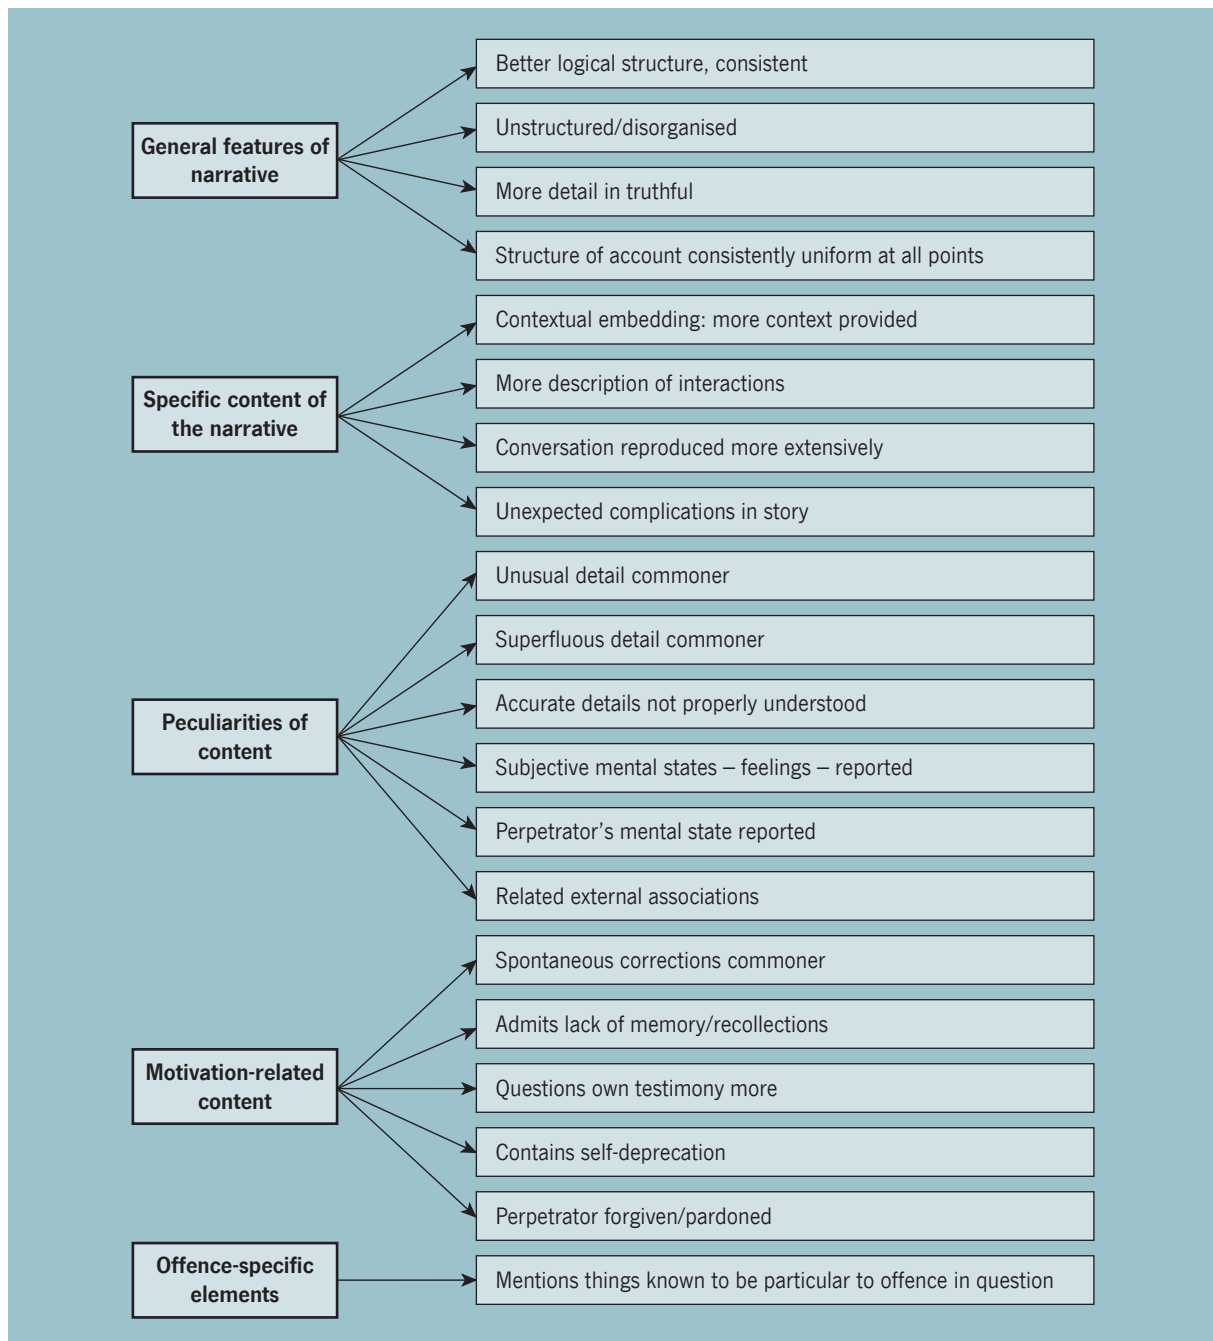 Better logical structure, consistent
Unstructured/disorganised
General features of
narrative
More detail in truthful
Structure of account consistently uniform at all points
Contextual embedding: more context provided
More description of interactions
Specific content of
the narrative
Conversation reproduced more extensively
Unexpected complications in story
Unusual detail commoner
Superfluous detail commoner
Accurate details not properly understood
Peculiarities of
content
Subjective mental states – feelings – reported
Perpetrator’s mental state reported
Related external associations
Spontaneous corrections commoner
Admits lack of memory/recollections
Motivation-related
content
Questions own testimony more
Contains self-deprecation
Perpetrator forgiven/pardoned
Offence-specific
elements
Mentions things known to be particular to offence in question